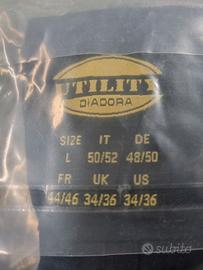 UTILITY
DIADORA
SIZE IT DE
L 50/52 48/50
FR UK US
44/46 34/36 34/36
subito